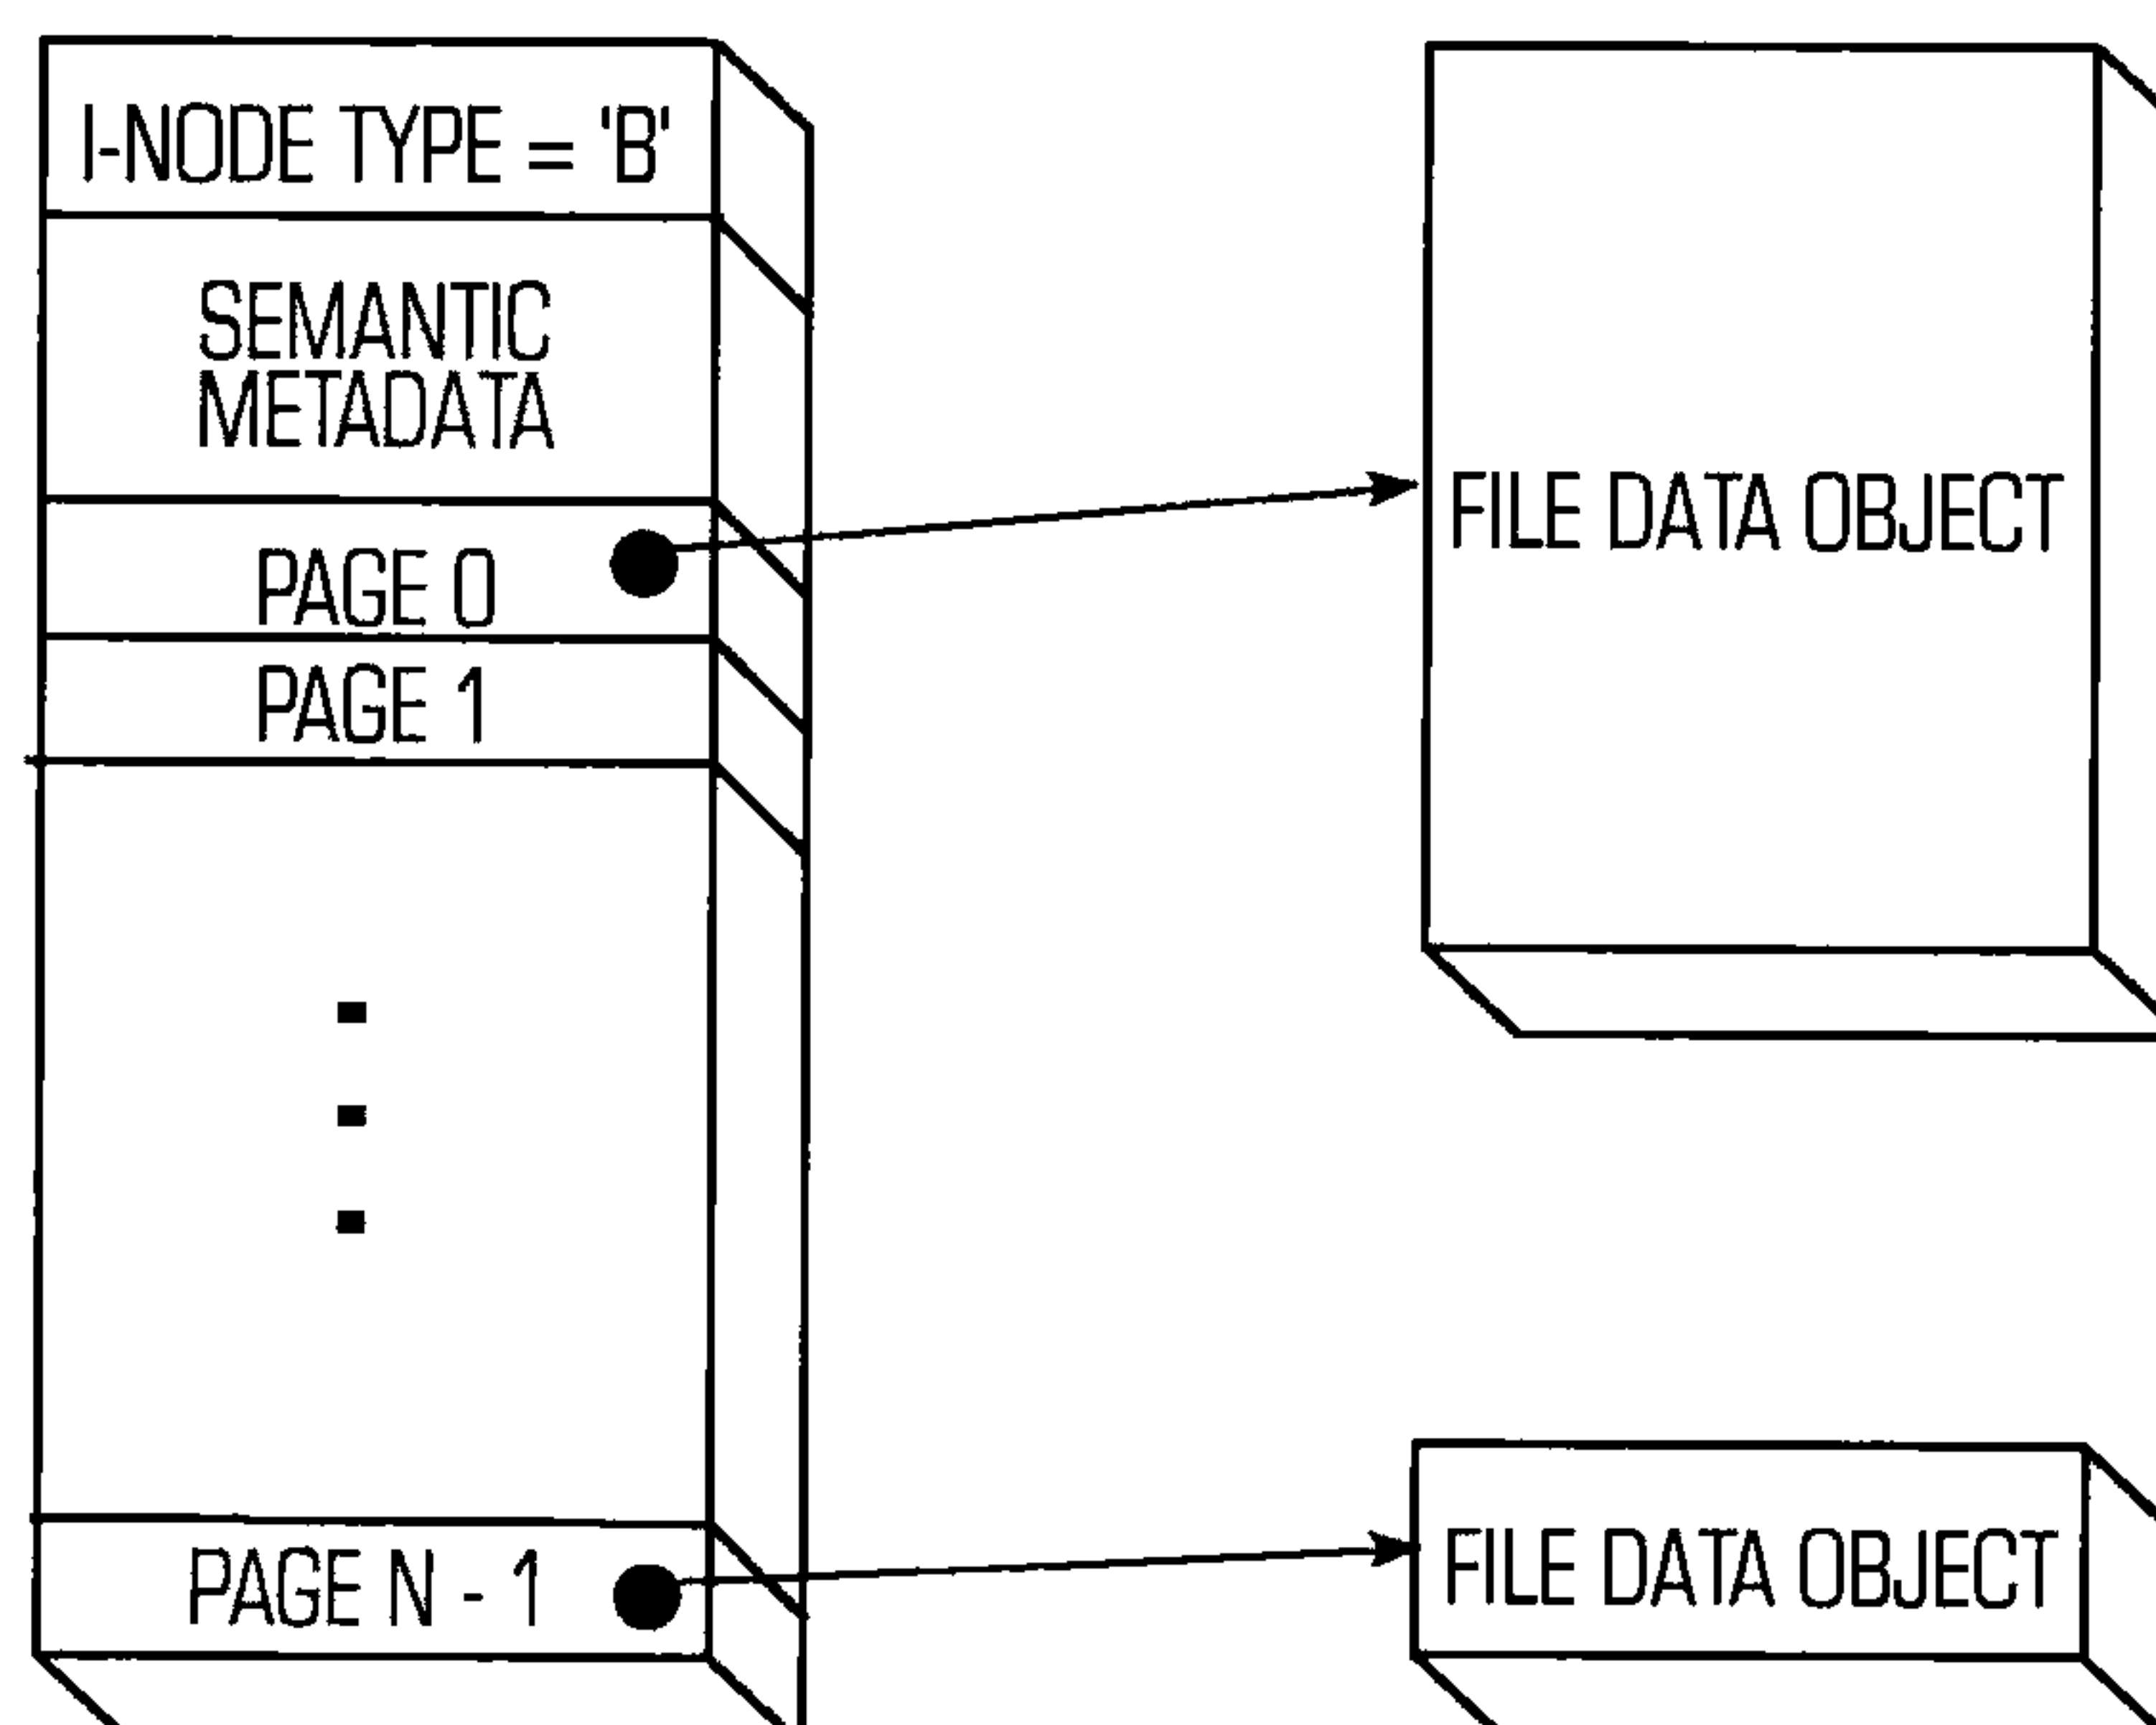 I-NODE TYPE = 'B'
SEMANTIC
METADATA
PAGE 0
PAGE 1
PAGE N - 1
FILE DATA OBJECT
FILE DATA OBJECT